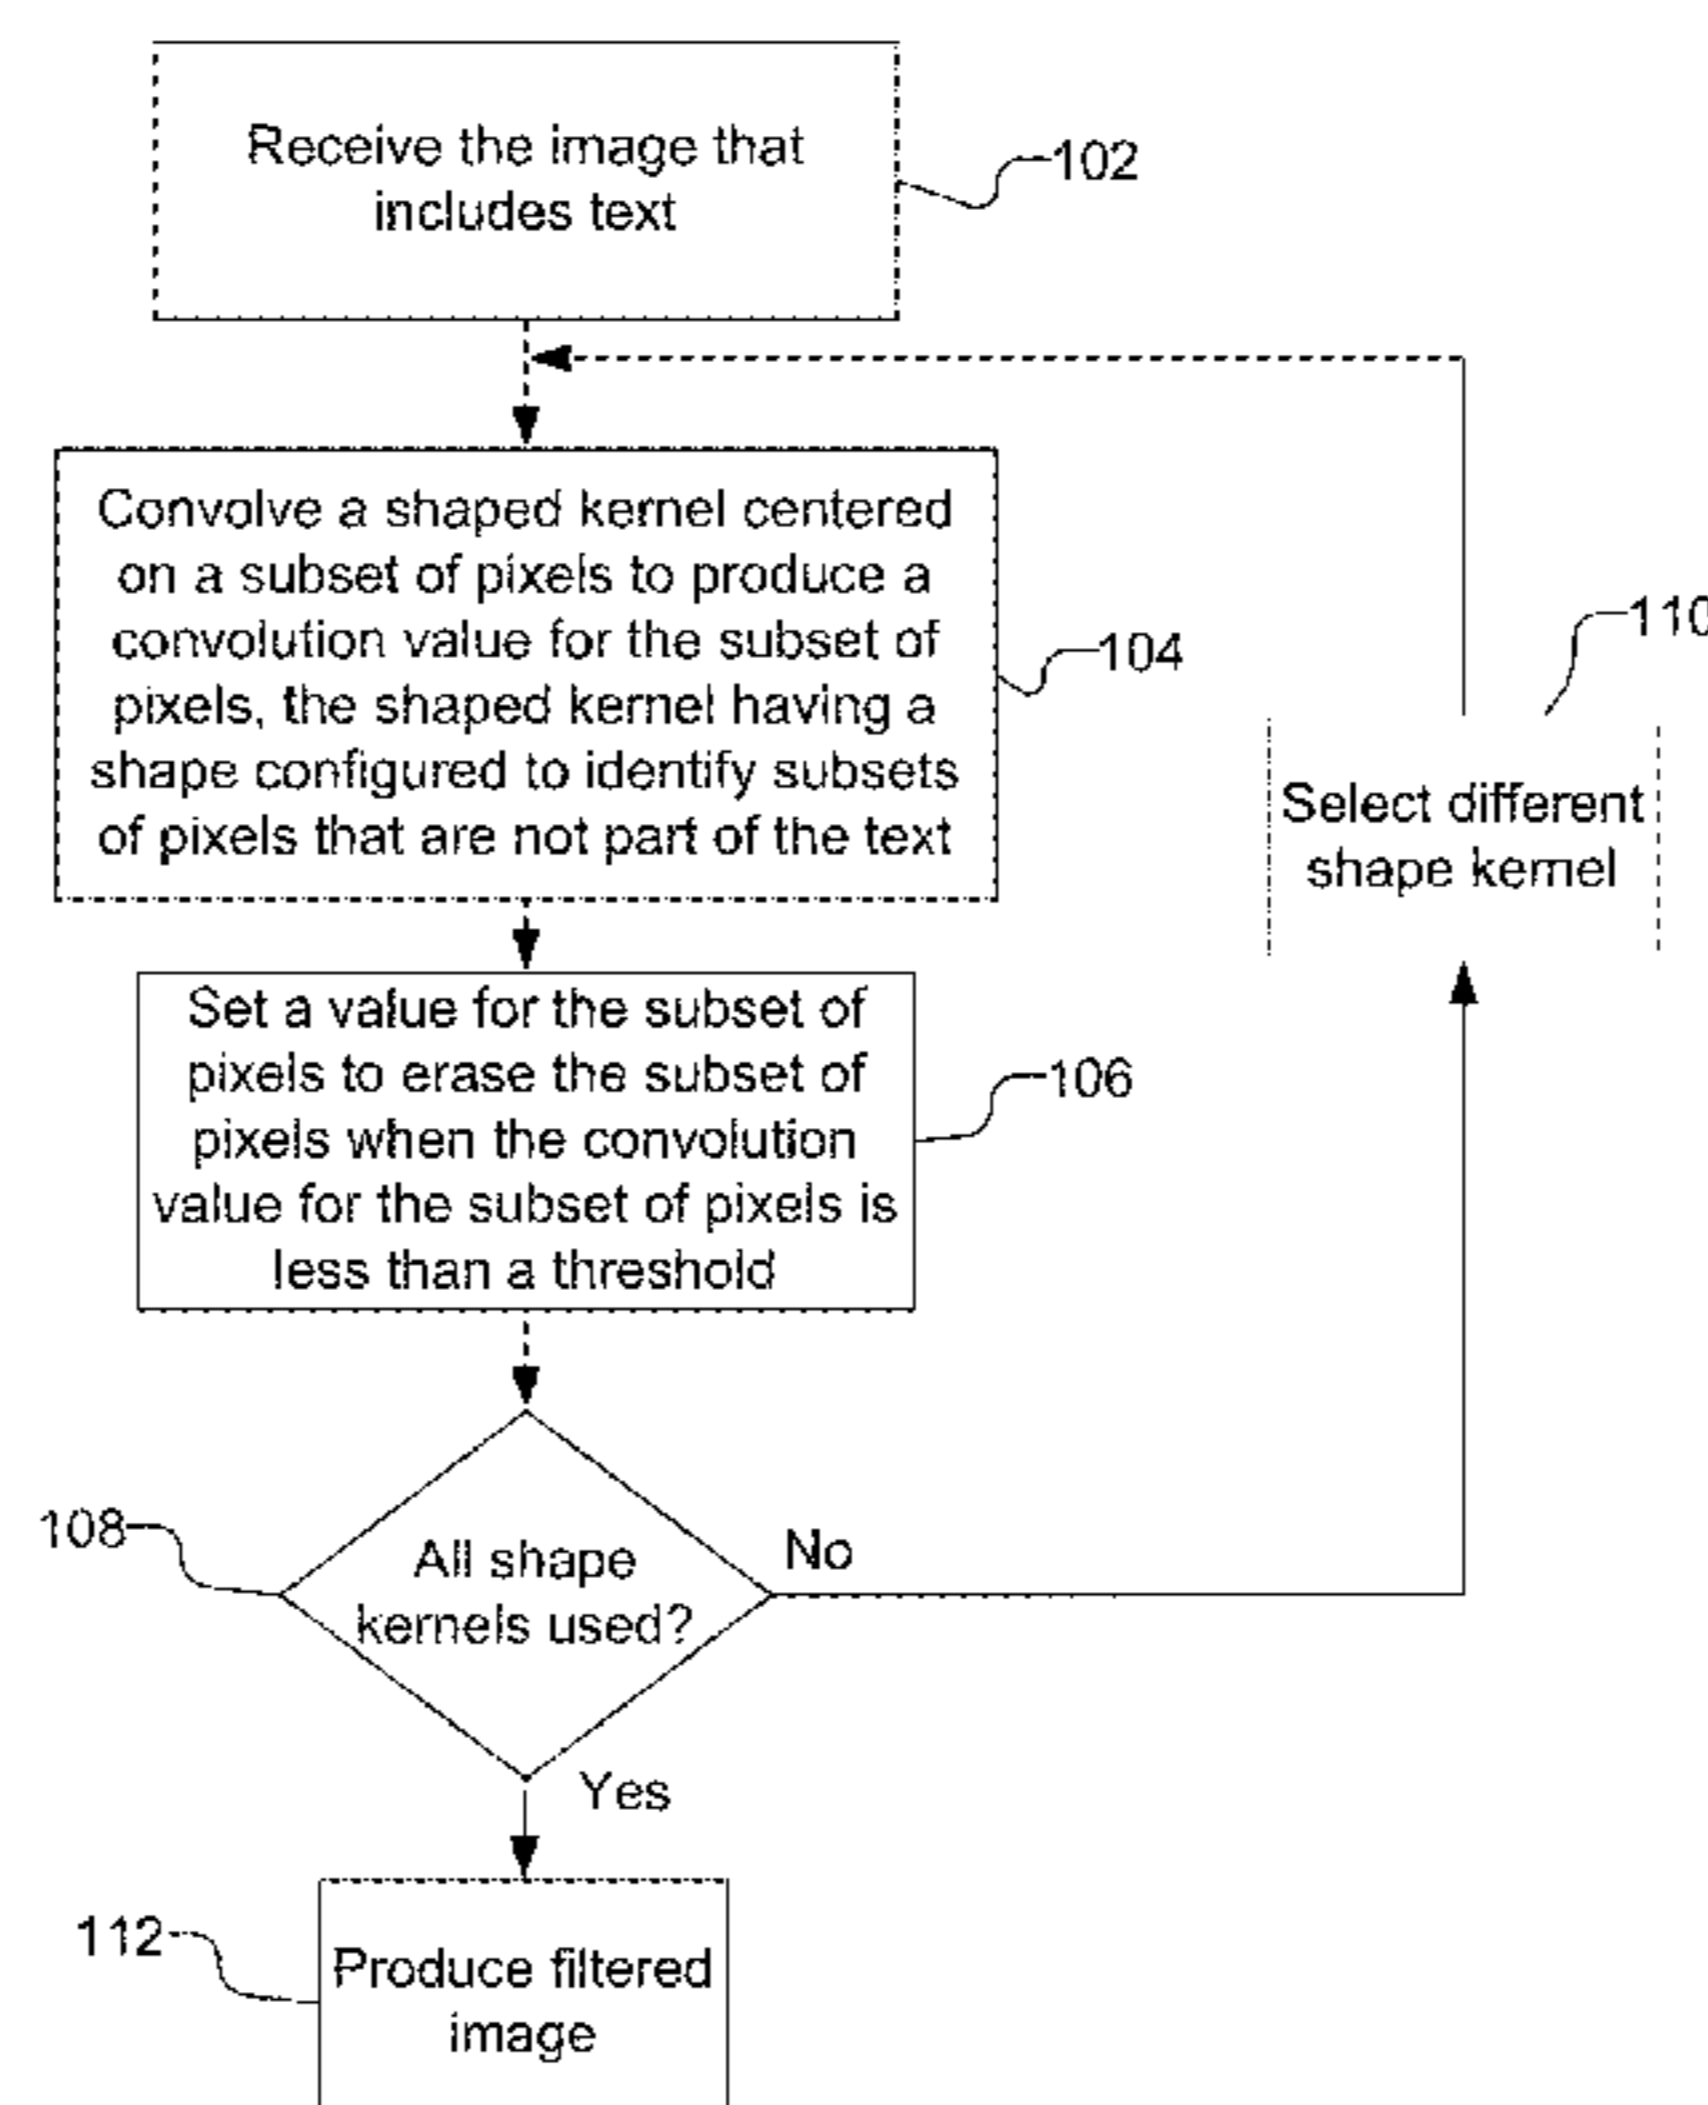 Receive the image that
includes text
102
Convolve a shaped kernel centered
on a subset of pixels to produce a
convolution value for the subset of
pixels, the shaped kernel having a
shape configured to identify subsets
of pixels that are not part of the text
104
110
Select different
shape kernel
Set a value for the subset of
pixels to erase the subset of
pixels when the convolution
value for the subset of pixels is
less than a threshold
106
108
All shape
kernels used?
No
Yes
112
Produce filtered
image